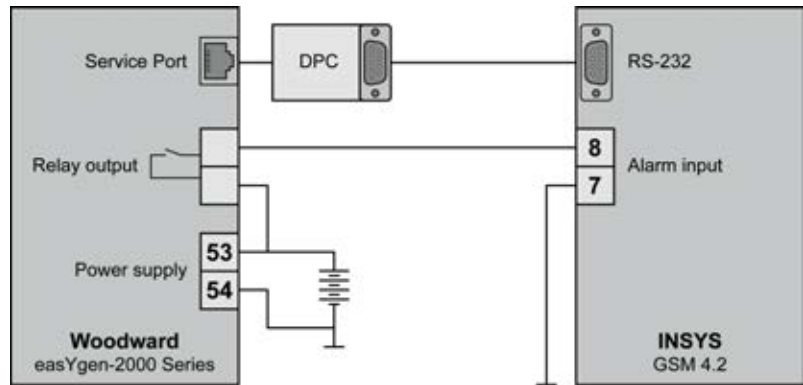 Service Port
DPC
RS-232
Relay output
8
7
Alarm input
Power supply
53
54
Woodward
easYgen-2000 Series
INSYS
GSM 4.2